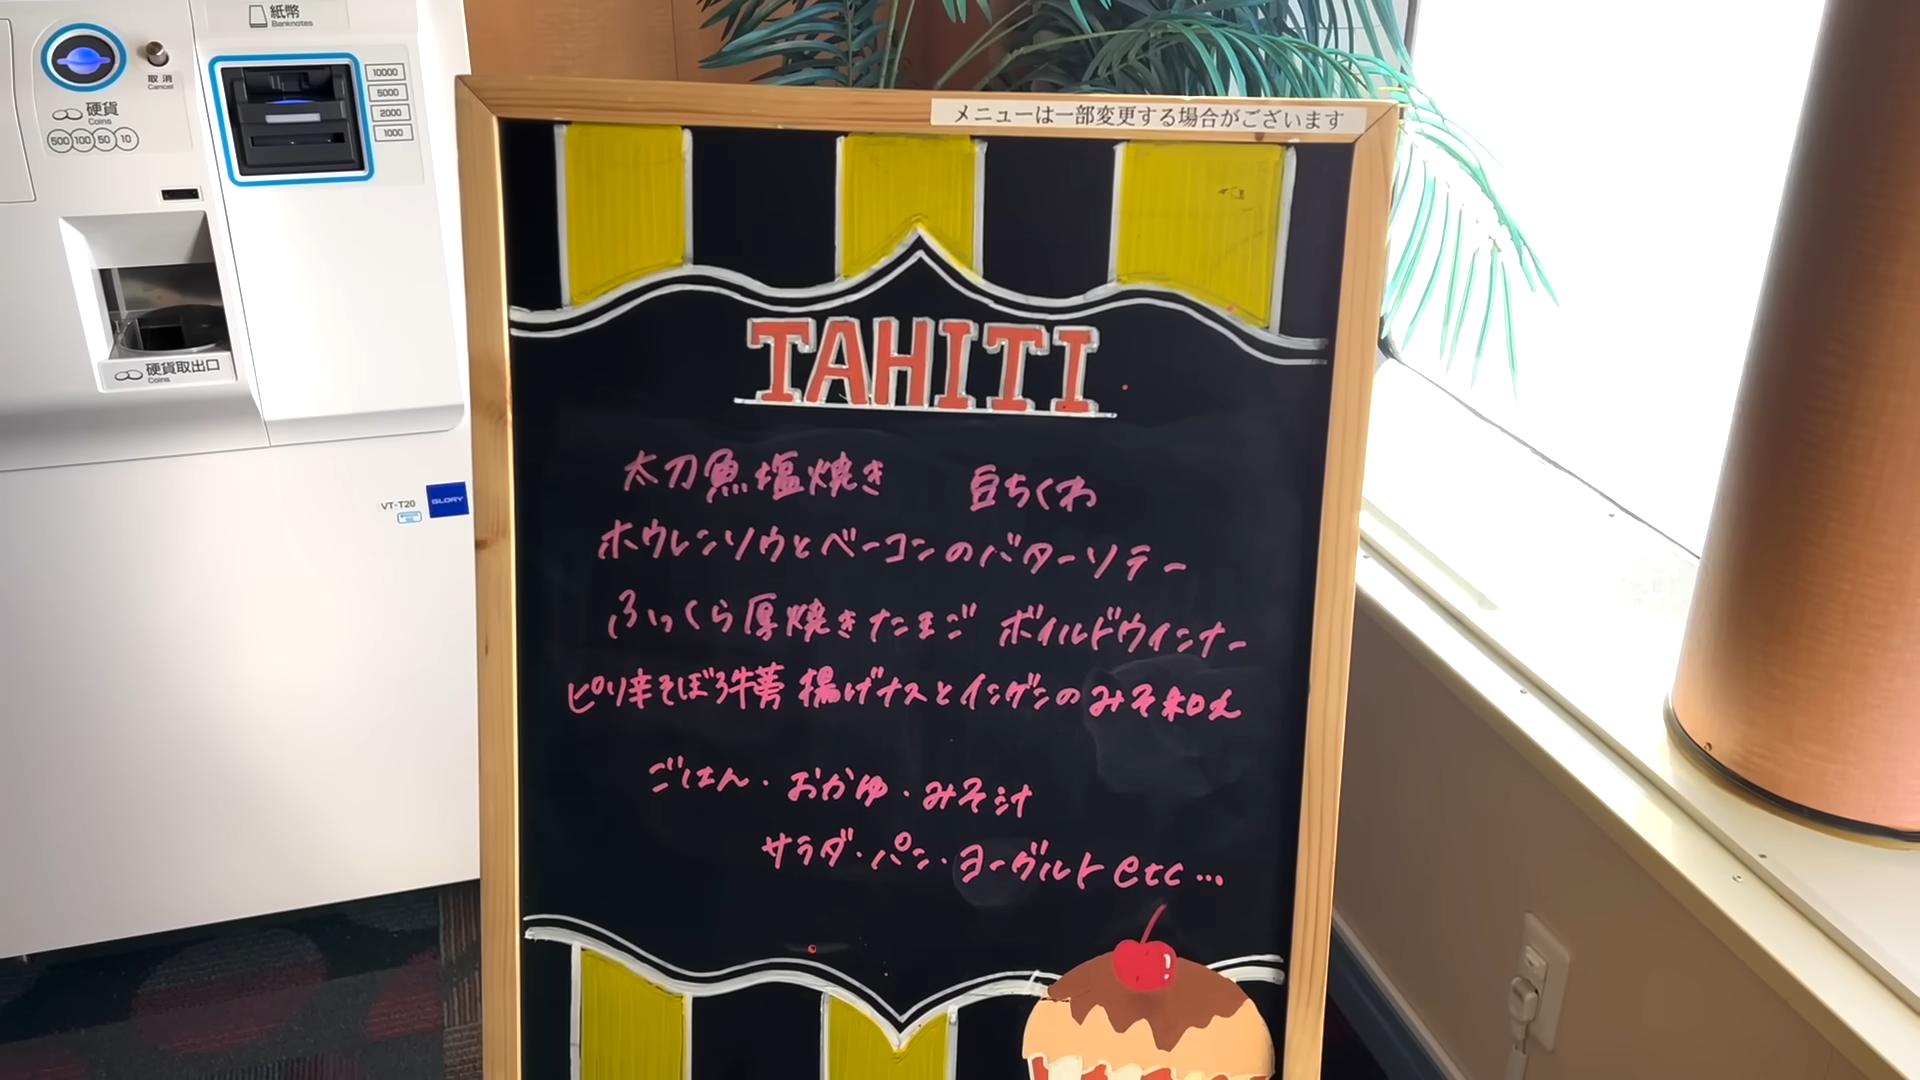 紙幣
Banknotes
取消
Cancel
硬貨
Coins
500 100 50 10
10000
5000
2000
1000
硬貨取出口
Coins
VT-T20
GLORY
メニューは一部変更する場合がございます
TAHITI
太刀魚塩焼き 豆ちくわ
ホウレンソウとベーコンのバターソテー
ふっくら厚焼きたまご ボイルドウインナー
ピリ辛そぼろ牛蒡 揚げナスとインゲンのみそ和え
ごはん・おかゆ・みそ汁
サラダ・パン・ヨーグルト etc…